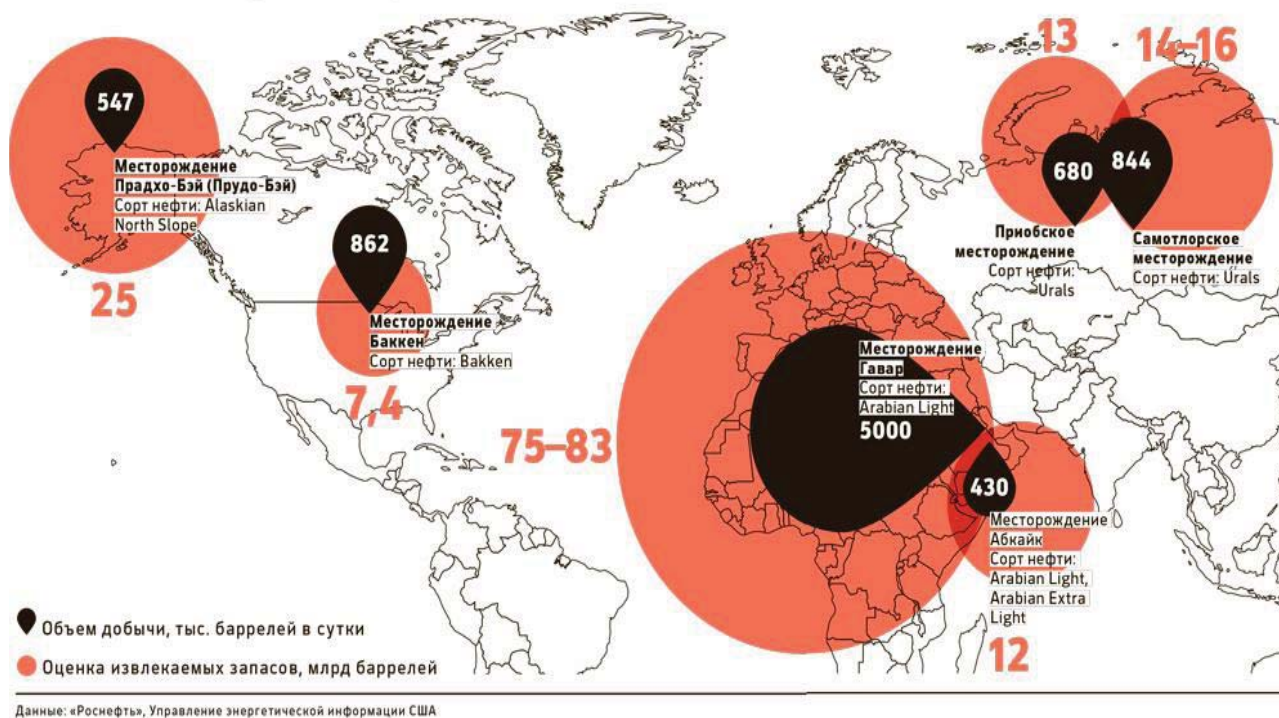 547
Месторождение
Прадхо-Бэй (Прудо-Бэй)
Сорт нефти: Alaskian
North Slope
25
862
Месторождение
Баккен
Сорт нефти: Bakken
7,4
13
14–16
680
844
Приобское
месторождение
Сорт нефти:
Urals
Самотлорское
месторождение
Сорт нефти: Urals
Месторождение
Гавар
Сорт нефти:
Arabian Light
5000
75–83
430
Месторождение
Абкайк
Сорт нефти:
Arabian Light,
Arabian Extra
Light
12
Объем добычи, тыс. баррелей в сутки
Оценка извлекаемых запасов, млрд баррелей
Данные: «Роснефть», Управление энергетической информации США